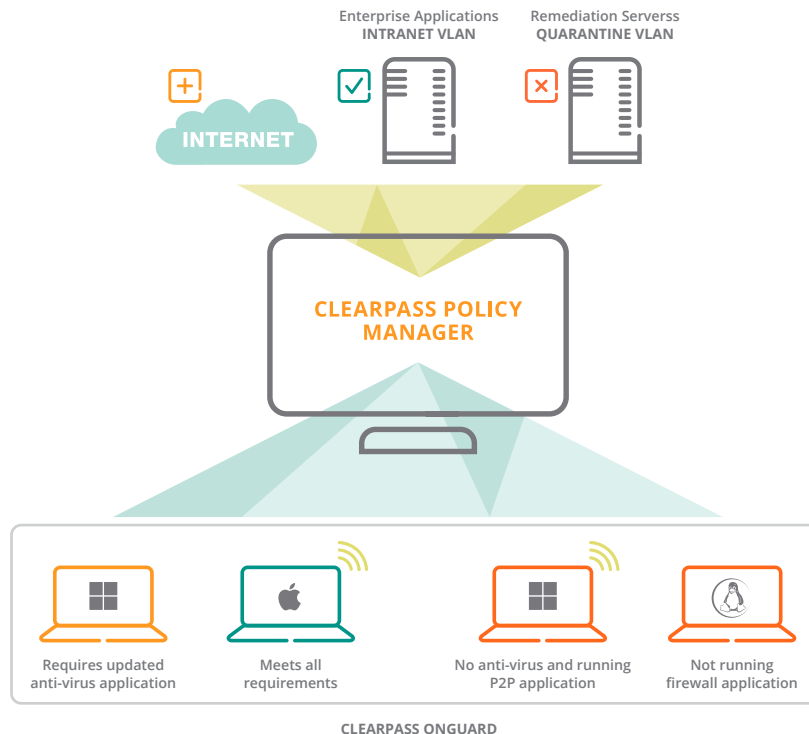 Enterprise Applications
INTRANET VLAN
Remediation Serverss
QUARANTINE VLAN
INTERNET
CLEARPASS POLICY
MANAGER
Requires updated
anti-virus application
Meets all
requirements
No anti-virus and running
P2P application
Not running
firewall application
CLEARPASS ONGUARD